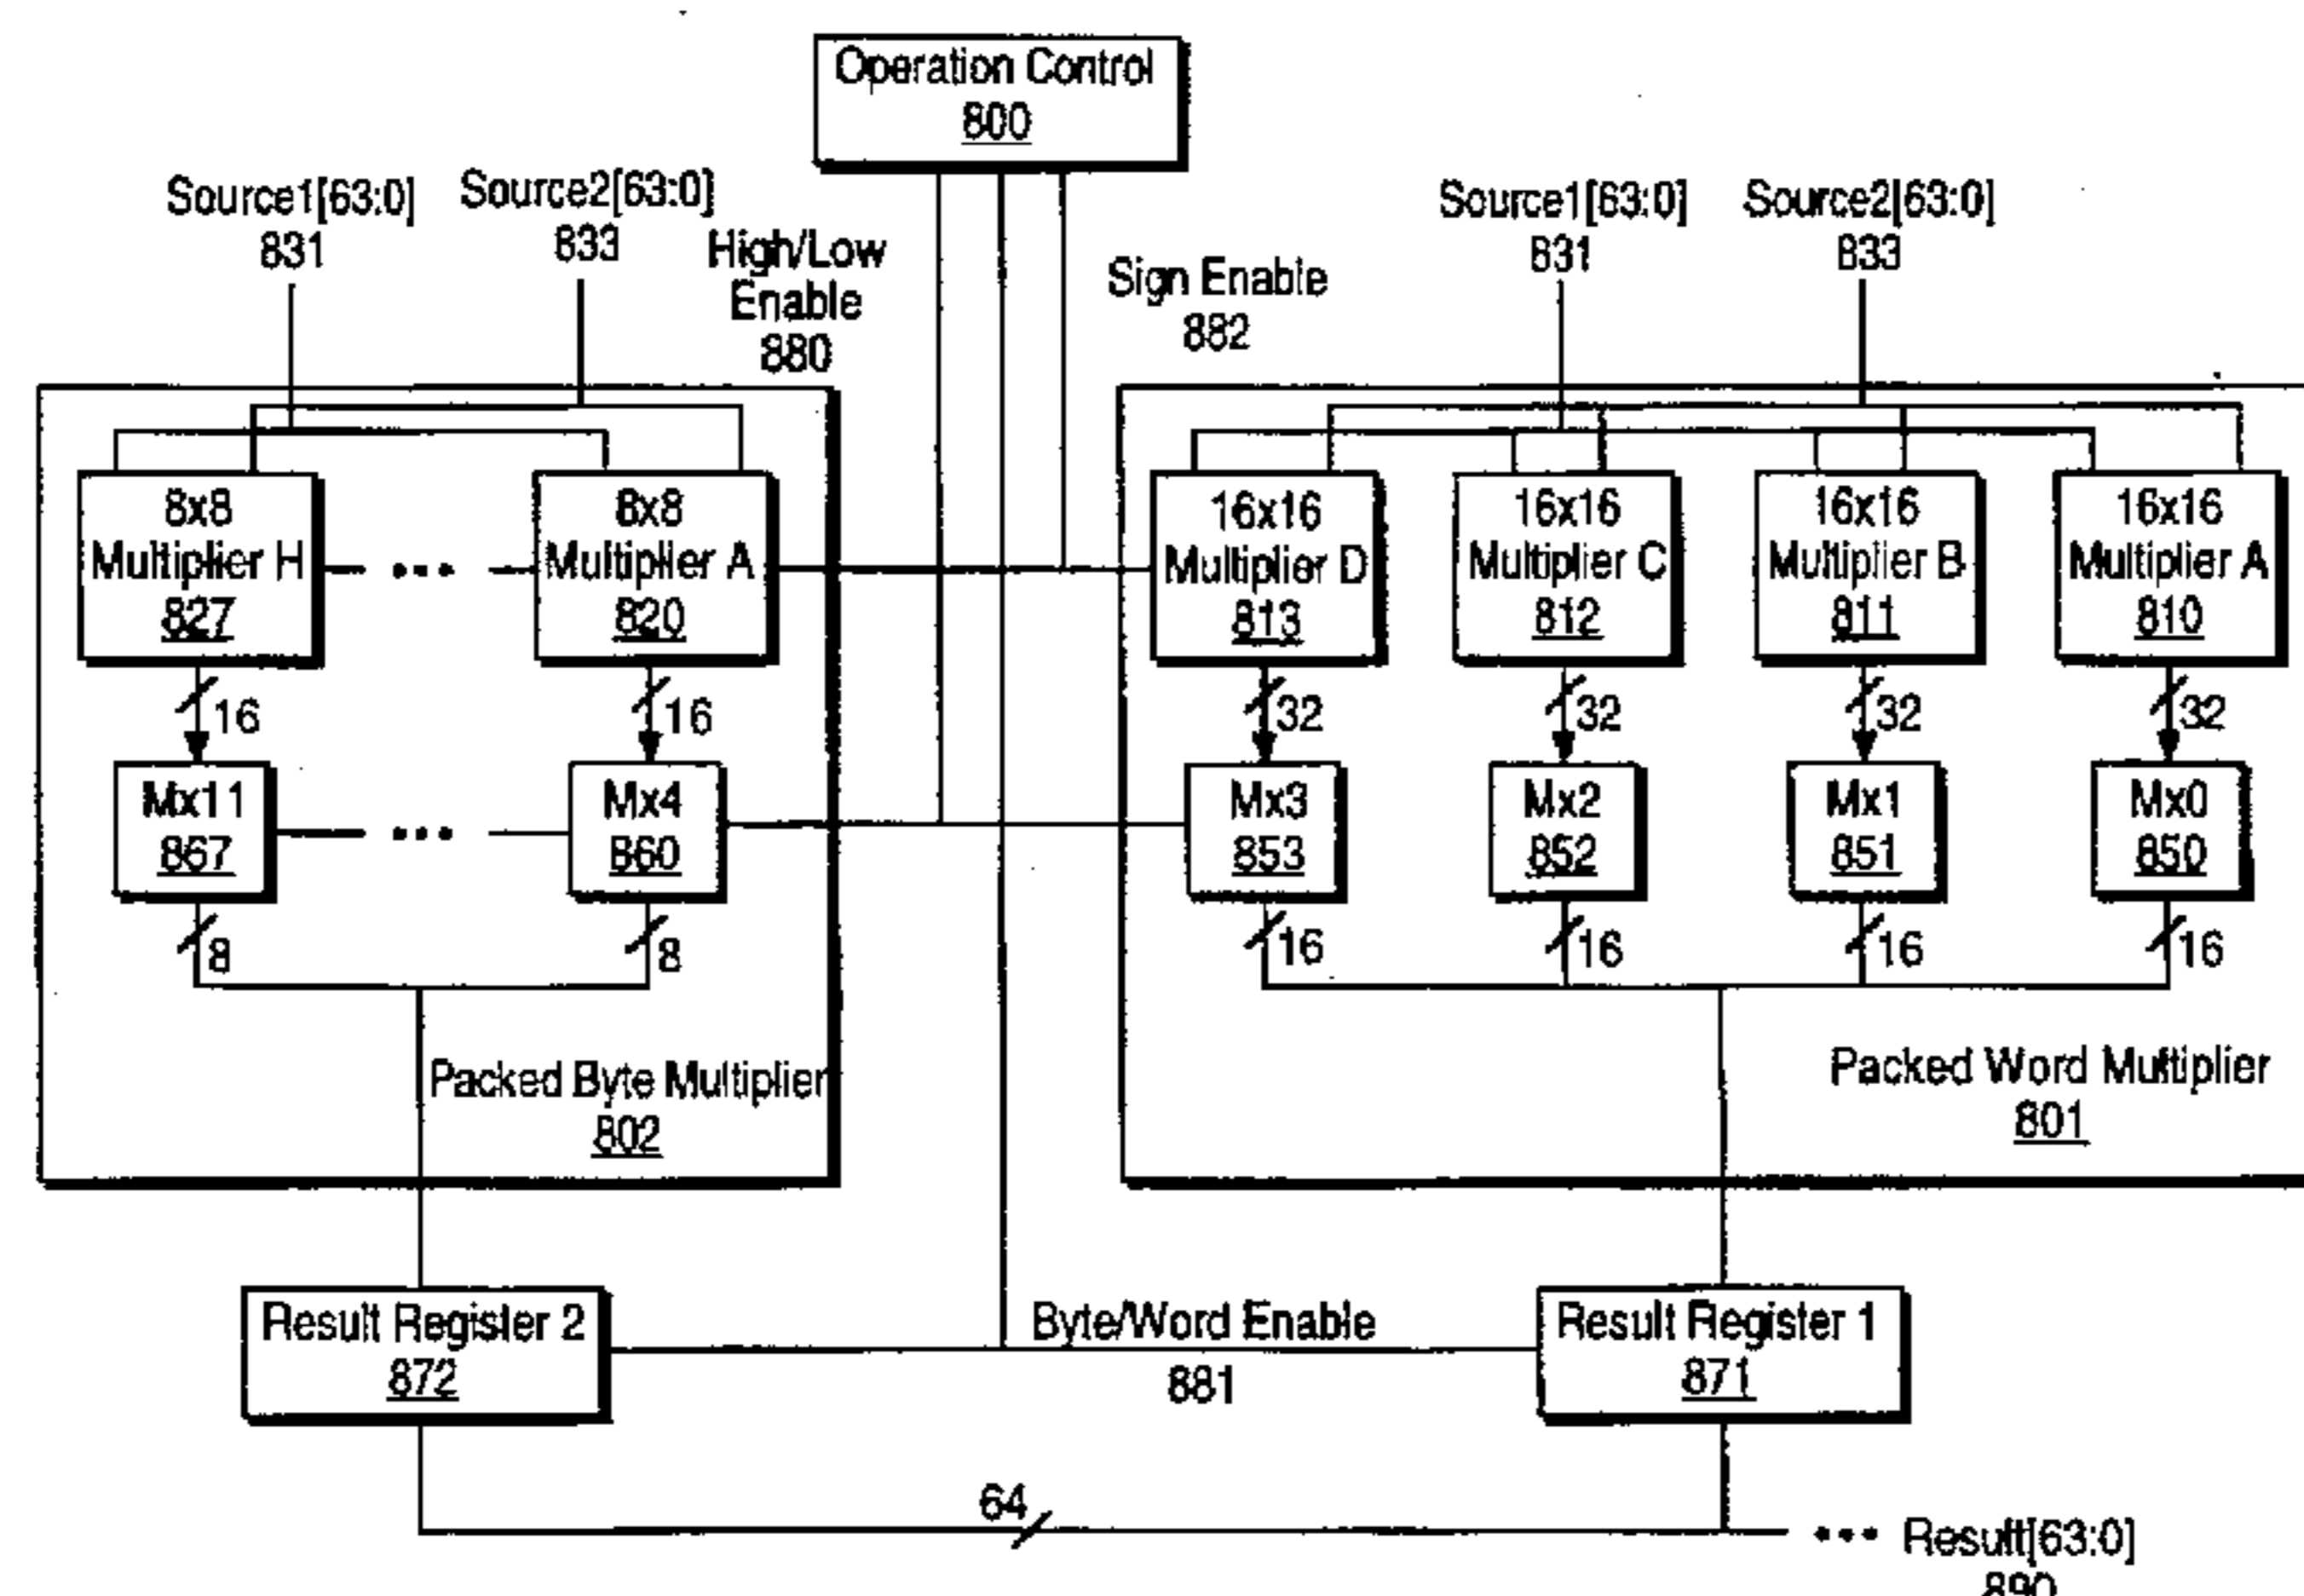 Operation Control
800
Source1[63:0]
831
Source2[63:0]
833
High/Low
Enable
880
Sign Enable
882
Source1[63:0]
831
Source2[63:0]
833
8x8
Multiplier H
827
8x8
Multiplier A
820
16x16
Multiplier D
813
16x16
Multiplier C
812
16x16
Multiplier B
811
16x16
Multiplier A
810
16
16
32
32
32
32
Mx11
867
Mx4
860
Mx3
853
Mx2
852
Mx1
851
Mx0
850
8
8
16
16
16
16
Packed Byte Multiplier
802
Packed Word Multiplier
801
Result Register 2
872
Byte/Word Enable
881
Result Register 1
871
64
Result[63:0]
890